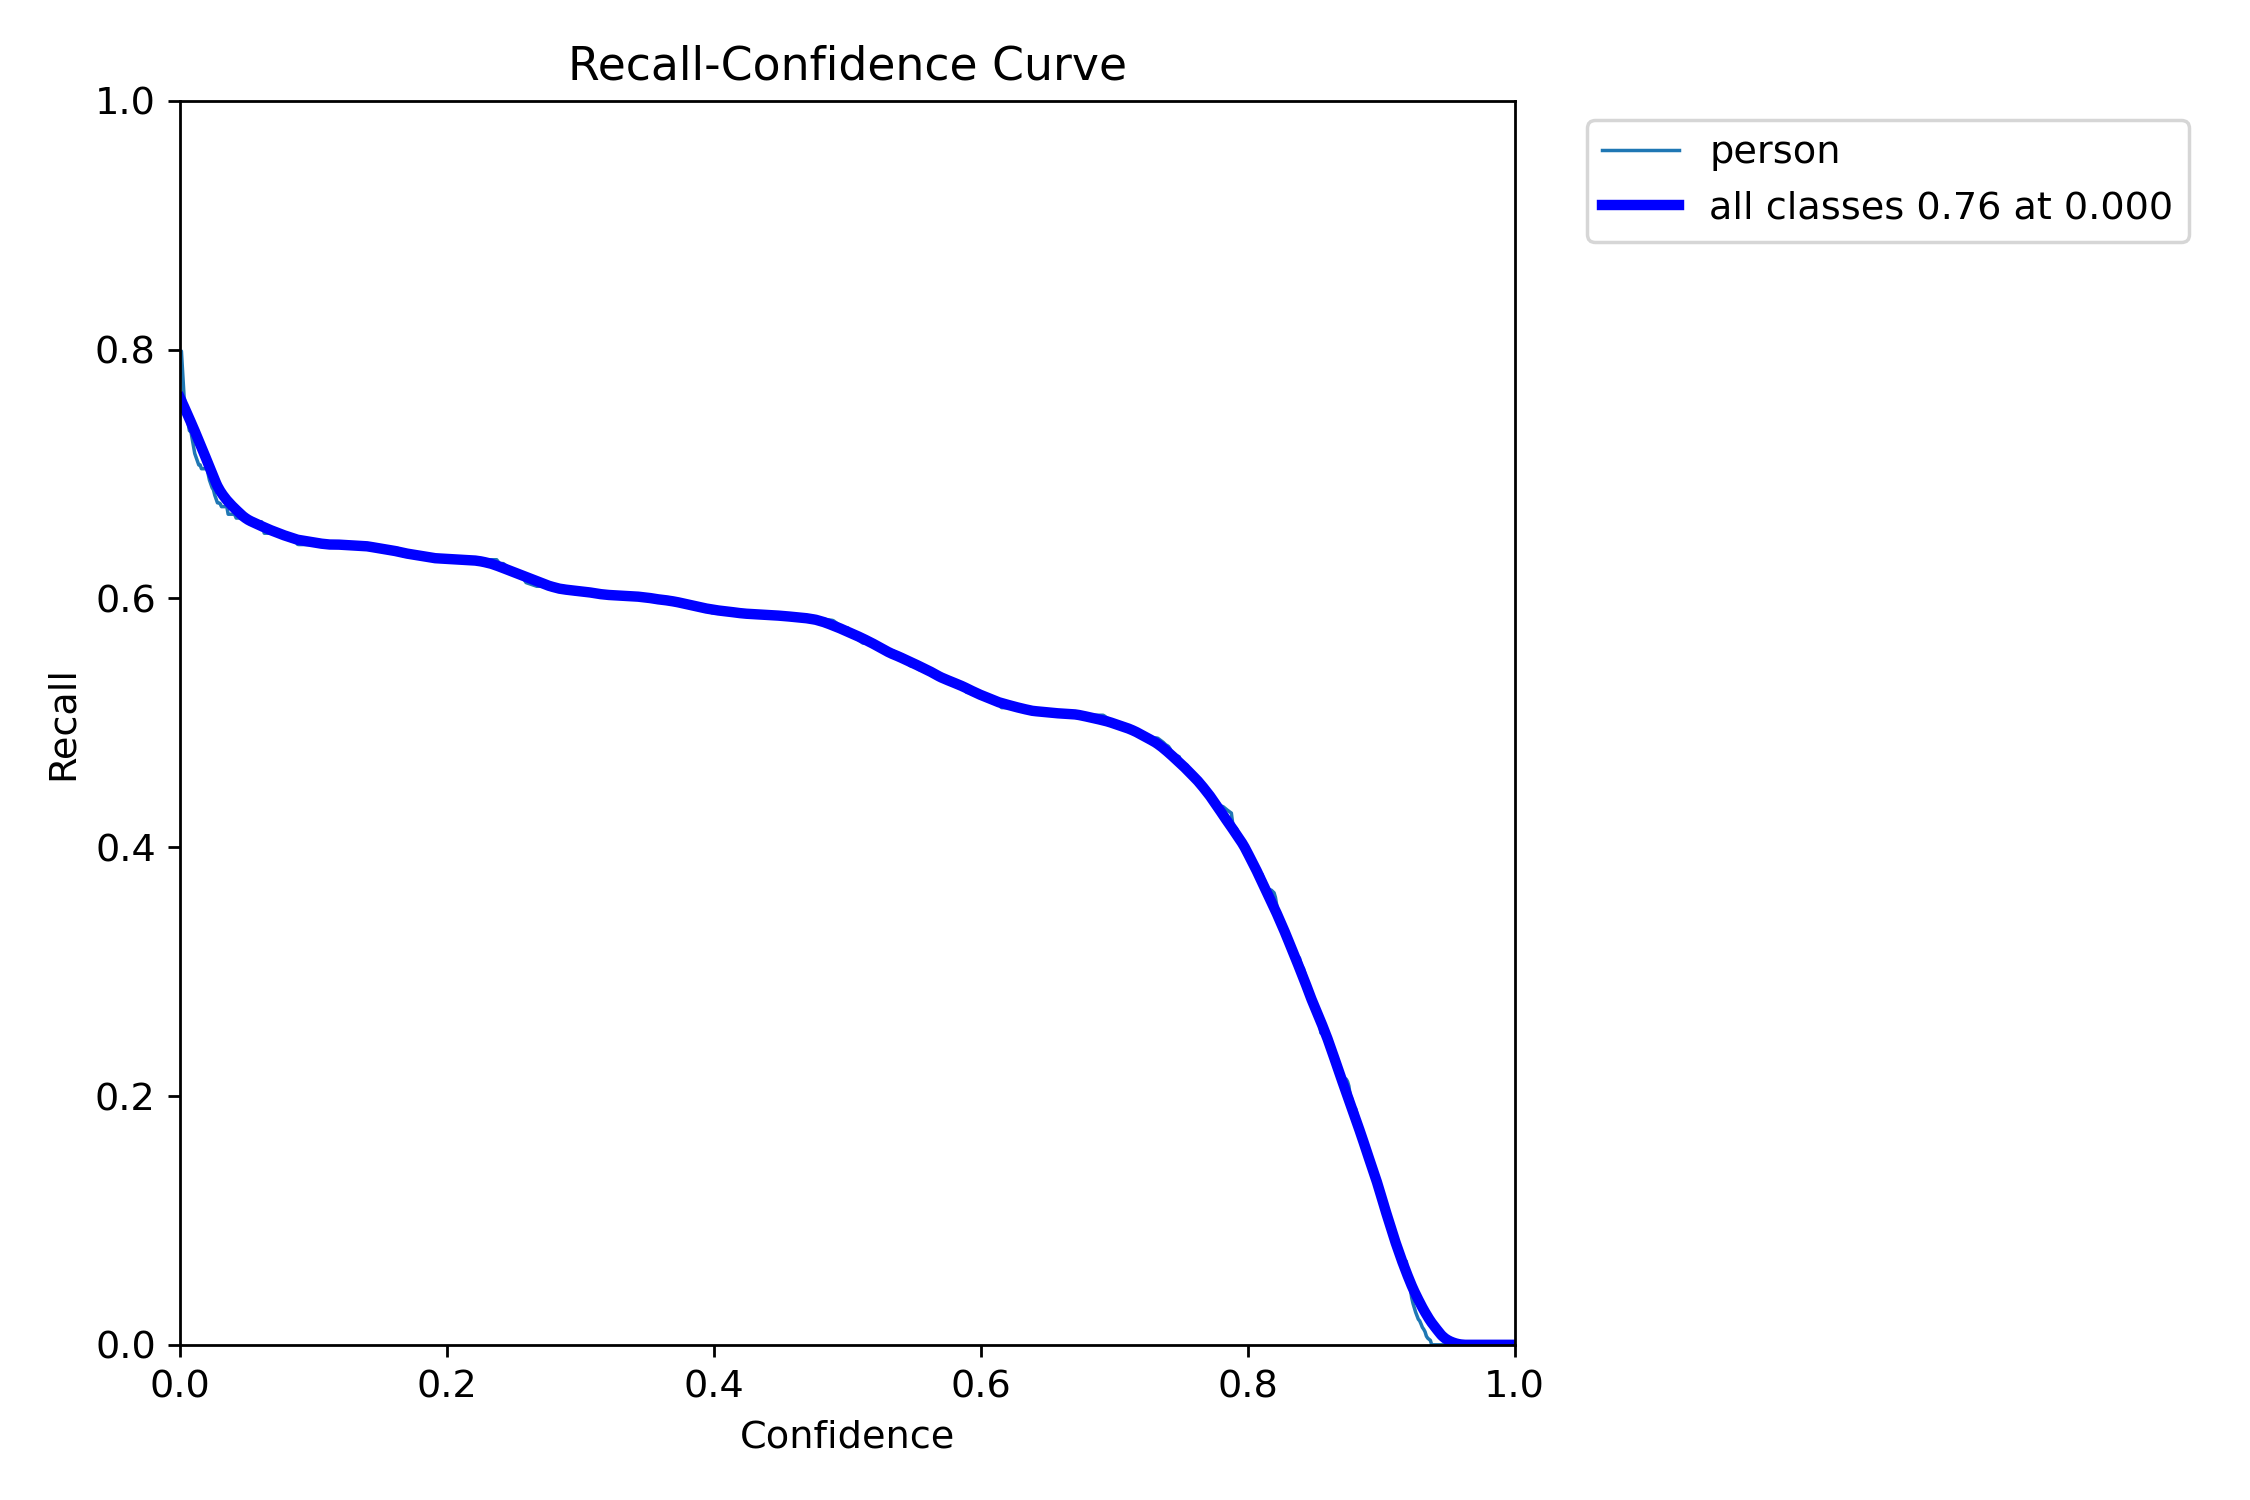 Recall-Confidence Curve
person
all classes 0.76 at 0.000
1.0
0.8
0.6
0.4
0.2
0.0
Recall
0.0 0.2 0.4 0.6 0.8 1.0
Confidence